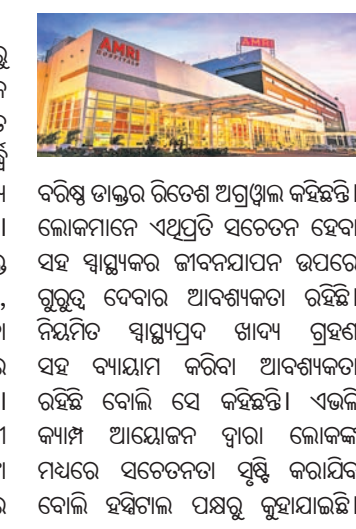 AMRI
HOSPITALS
AMRI
ବରିଷ୍ଠ ଡାକ୍ତର ରିତେଶ ଅଗ୍ରୱାଲ କହିଛନ୍ତି।
ଲୋକମାନେ ଏଥିପ୍ରତି ସଚେତନ ହେବା
ସହ ସ୍ୱାସ୍ଥ୍ୟକର ଜୀବନଯାପନ ଉପରେ
ଗୁରୁତ୍ୱ ଦେବାର ଆବଶ୍ୟକତା ରହିଛି।
ନିୟମିତ ସ୍ୱାସ୍ଥ୍ୟପ୍ରଦ ଖାଦ୍ୟ ଗ୍ରହଣ
ସହ ବ୍ୟାୟାମ କରିବା ଆବଶ୍ୟକତା
ରହିଛି ବୋଲି ସେ କହିଛନ୍ତି। ଏଭଳି
କ୍ୟାମ୍ପ ଆୟୋଜନ ଦ୍ୱାରା ଲୋକଙ୍କ
ମଧ୍ୟରେ ସଚେତନତା ସୃଷ୍ଟି କରାଯିବ
ବୋଲି ହସ୍ପିଟାଲ ପକ୍ଷରୁ କୁହାଯାଇଛି।